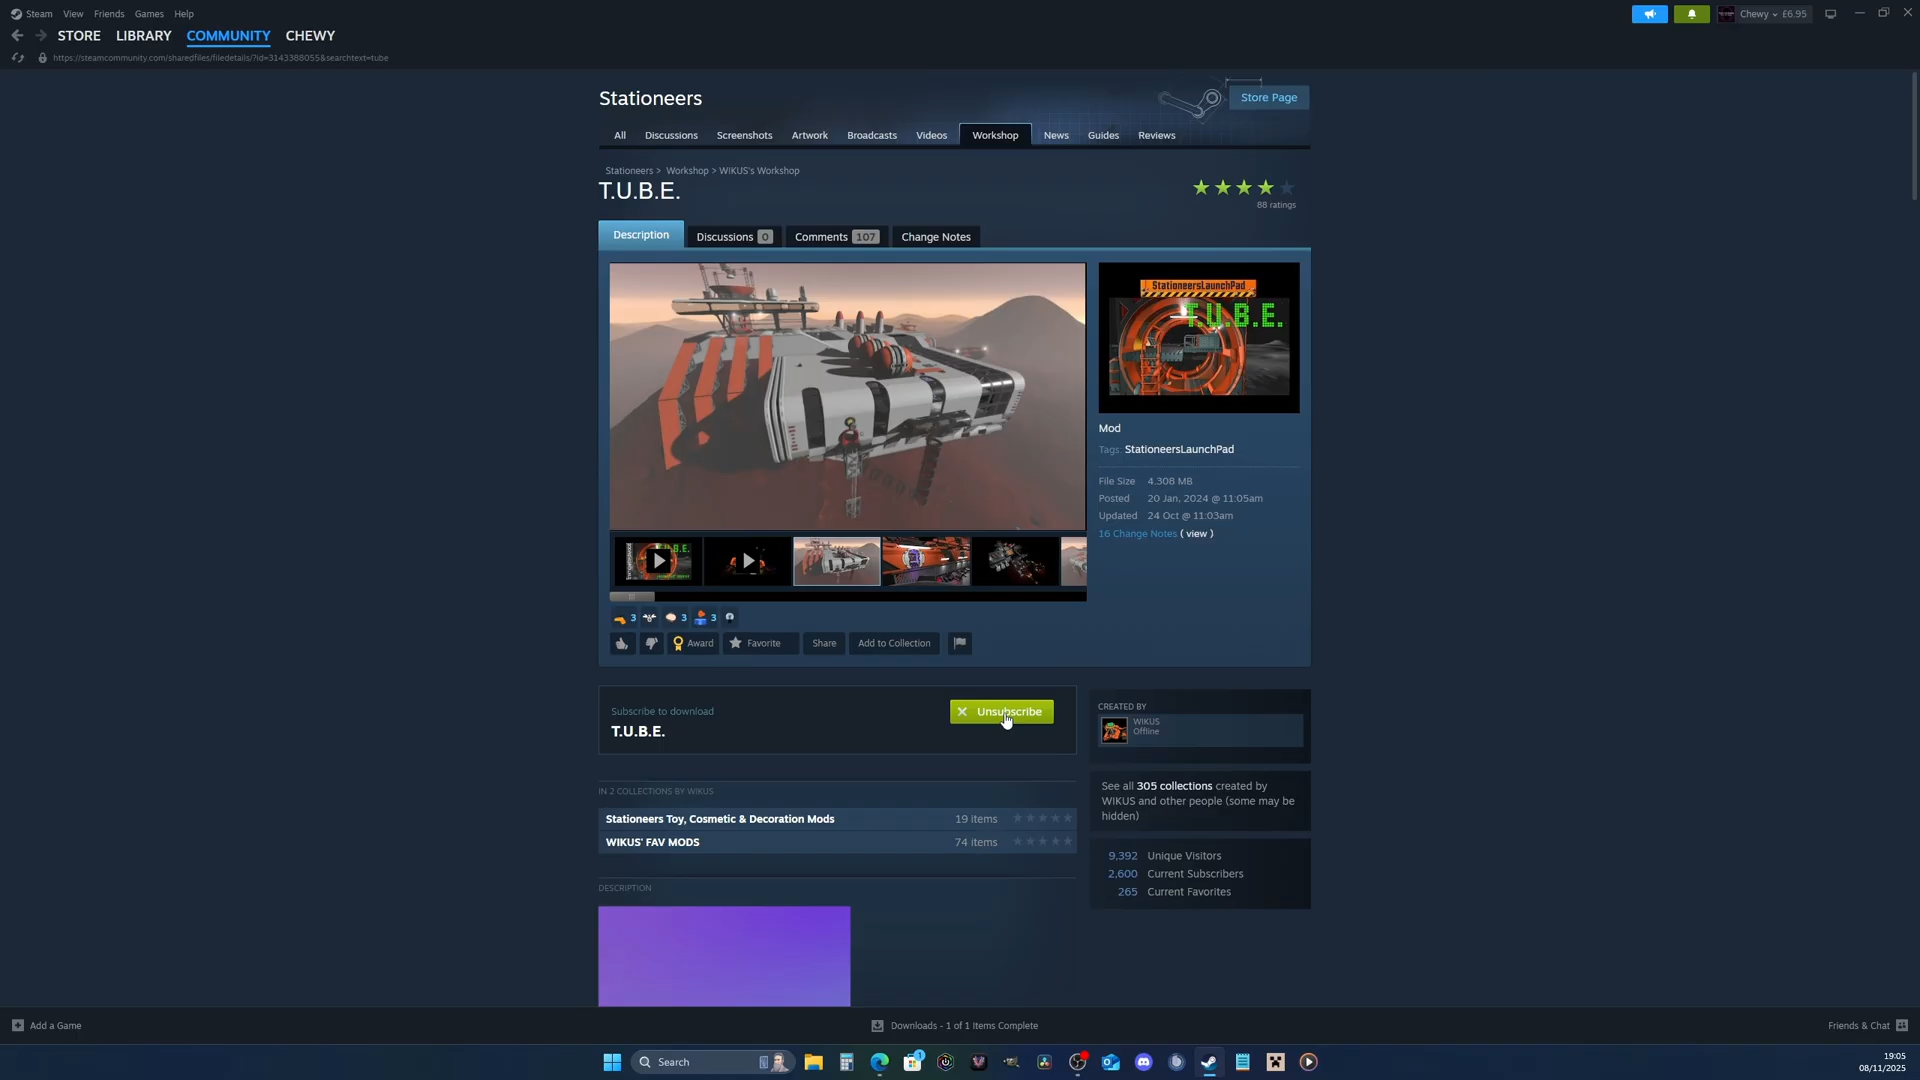 Steam View Friends Games Help
Chewy £6.95
STORE LIBRARY COMMUNITY CHEWY
https://steamcommunity.com/sharedfiles/filedetails/?id=3143388055&searchtext=tube
Stationeers
Store Page
All Discussions Screenshots Artwork Broadcasts Videos Workshop News Guides Reviews
Stationeers > Workshop > WIKUS's Workshop
T.U.B.E.
88 ratings
Description Discussions 0 Comments 107 Change Notes
StationeersLaunchPad
T.U.B.E.
Mod
Tags: StationeersLaunchPad
File Size 4.308 MB
Posted 20 Jan, 2024 @ 11:05am
Updated 24 Oct @ 11:03am
16 Change Notes ( view )
3 3 3
Award Favorite Share Add to Collection
Subscribe to download
T.U.B.E.
Unsubscribe
CREATED BY
WIKUS
Offline
IN 2 COLLECTIONS BY WIKUS
Stationeers Toy, Cosmetic & Decoration Mods 19 items
WIKUS' FAV MODS 74 items
See all 305 collections created by
WIKUS and other people (some may be
hidden)
9,392 Unique Visitors
2,600 Current Subscribers
265 Current Favorites
DESCRIPTION
Add a Game
Downloads - 1 of 1 Items Complete
Friends & Chat
Search
1
19:05
08/11/2025